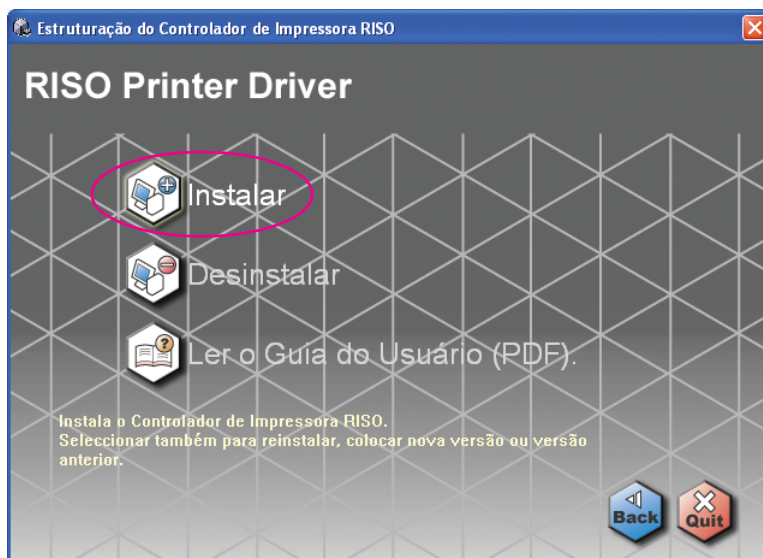 Estruturação do Controlador de Impressora RISO
RISO Printer Driver
Instalar
Desinstalar
Ler o Guia do Usuário (PDF).
Instala o Controlador de Impressora RISO.
Seleccionar também para reinstalar, colocar nova versão ou versão
anterior.
Back
Quit